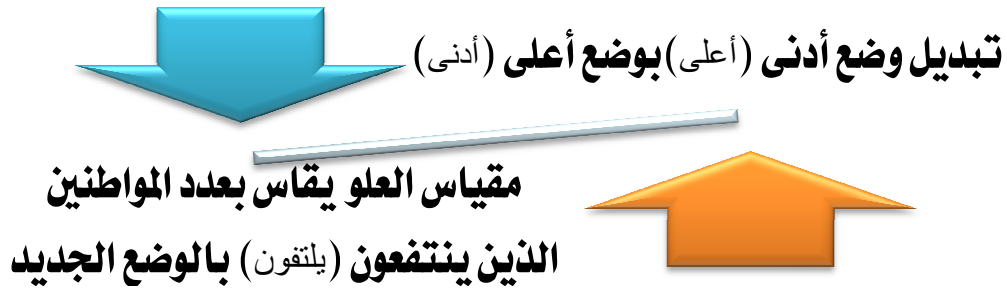 تبديل وضع أدنى (أعلى) بوضع أعلى (أدنى)
مقياس العلو يقاس بعدد المواطنين
الذين ينتفعون (يلتفون) بالوضع الجديد